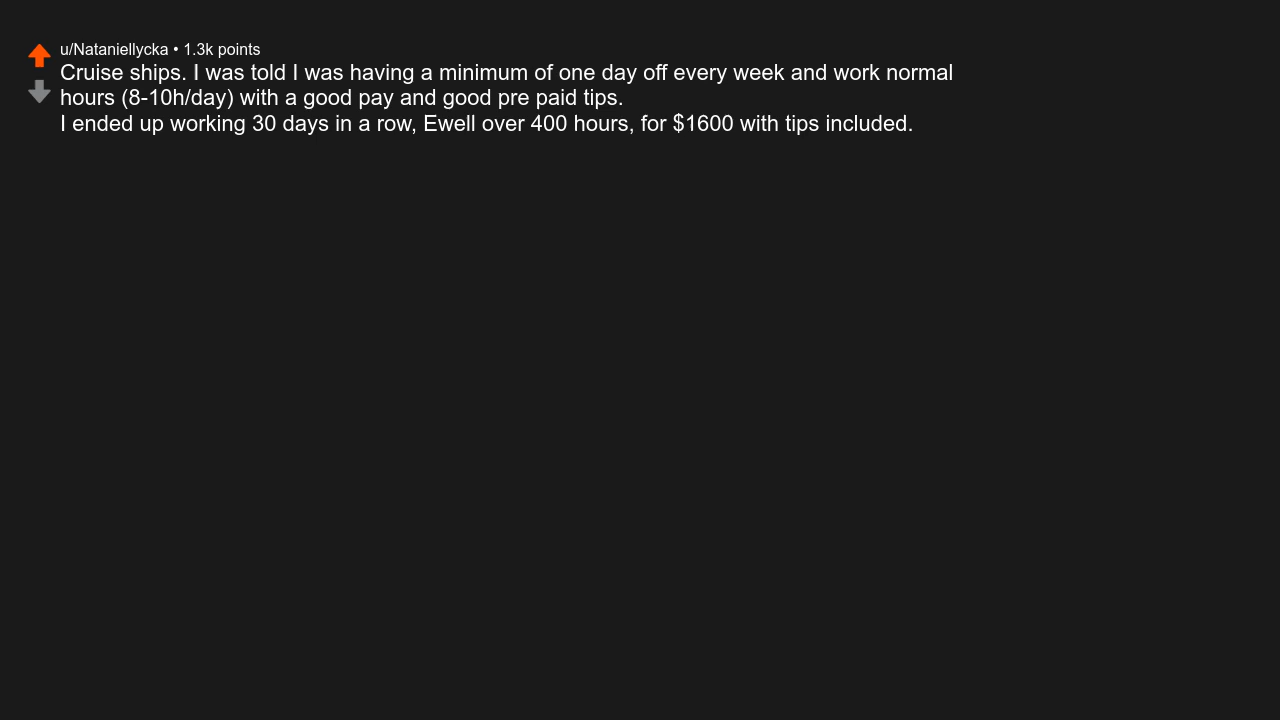 u/Nataniellycka • 1.3k points
Cruise ships. I was told I was having a minimum of one day off every week and work normal
hours (8-10h/day) with a good pay and good pre paid tips.
I ended up working 30 days in a row, Ewell over 400 hours, for $1600 with tips included.